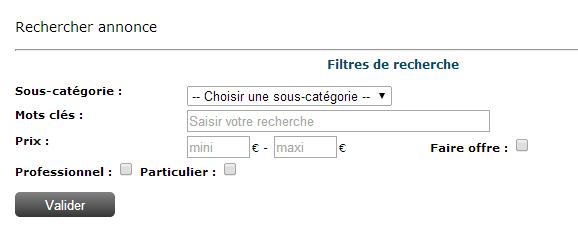 Rechercher annonce
Filtres de recherche
Sous-catégorie : -- Choisir une sous-catégorie --
Mots clés : Saisir votre recherche
Prix : mini € - maxi € Faire offre :
Professionnel : Particulier :
Valider